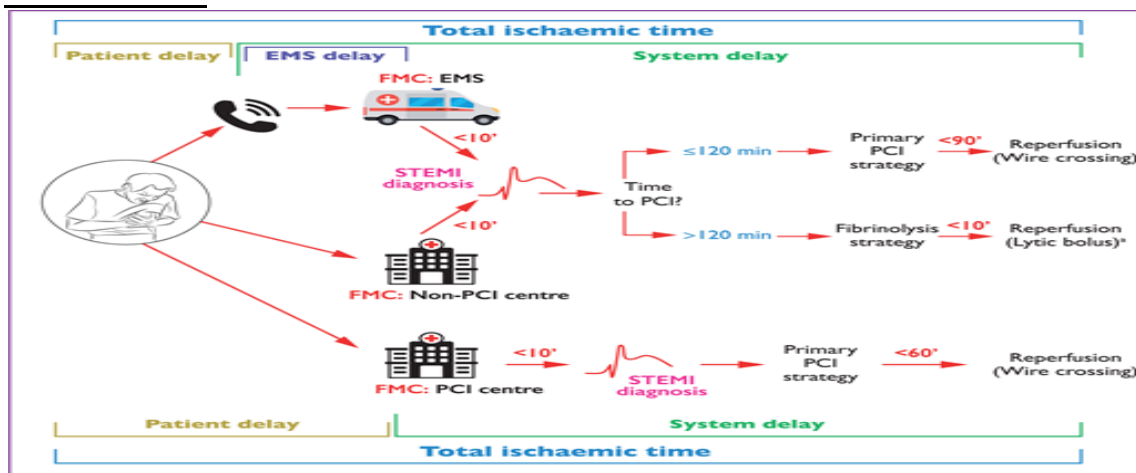 Total ischaemic time
Patient delay
EMS delay
System delay
FMC: EMS
<10'
STEMI
diagnosis
<10'
Time
to PCI?
≤120 min
Primary
PCI
strategy
<90'
Reperfusion
(Wire crossing)
>120 min
Fibrinolysis
strategy
<10'
Reperfusion
(Lytic bolus)ª
FMC: Non-PCI centre
FMC: PCI centre
<10'
STEMI
diagnosis
Primary
PCI
strategy
<60'
Reperfusion
(Wire crossing)
Patient delay
System delay
Total ischaemic time